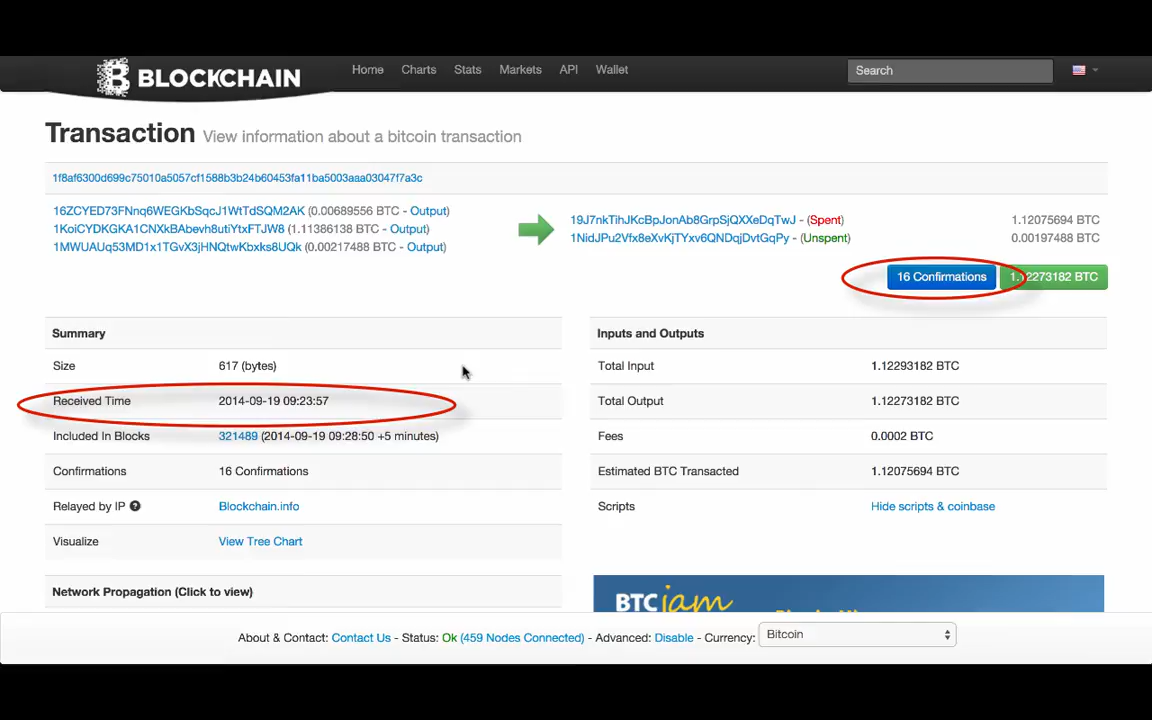 BLOCKCHAIN Home Charts Stats Markets API Wallet Search
Transaction View information about a bitcoin transaction
1f8af6300d699c75010a5057cf1588b3b24b60453fa11ba5003aaa03047f7a3c
16ZCYED73FNnq6WEGKbSqcJ1WtTdSQM2AK (0.00689556 BTC - Output)
1KoiCYDKGKA1CNXkBAbevh8utiYtxFTJW8 (1.11386138 BTC - Output)
1MWUAUq53MD1x1TGvX3jHNQtwKbxks8UQk (0.00217488 BTC - Output)
19J7nkTihJKcBpJonAb8GrpSjQXXeDqTwJ - (Spent) 1.12075694 BTC
1NidJPu2Vfx8eXvKjTYxv6QNDqjDvtGqPy - (Unspent) 0.00197488 BTC
16 Confirmations 1.12273182 BTC
Summary
Size 617 (bytes)
Received Time 2014-09-19 09:23:57
Included In Blocks 321489 (2014-09-19 09:28:50 +5 minutes)
Confirmations 16 Confirmations
Relayed by IP Blockchain.info
Visualize View Tree Chart
Network Propagation (Click to view)
Inputs and Outputs
Total Input 1.12293182 BTC
Total Output 1.12273182 BTC
Fees 0.0002 BTC
Estimated BTC Transacted 1.12075694 BTC
Scripts Hide scripts & coinbase
BTCjam
About & Contact: Contact Us - Status: Ok (459 Nodes Connected) - Advanced: Disable - Currency: Bitcoin